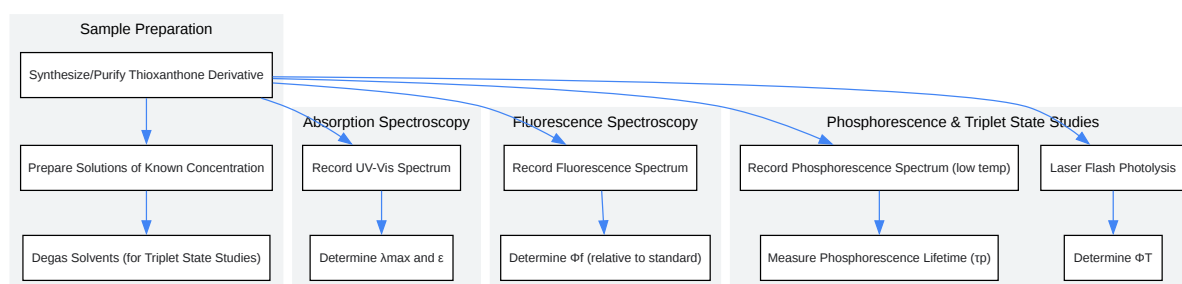 Sample Preparation
Synthesize/Purify Thioxanthone Derivative
Absorption Spectroscopy
Fluorescence Spectroscopy
Phosphorescence & Triplet State Studies
Prepare Solutions of Known Concentration
Record UV-Vis Spectrum
Record Fluorescence Spectrum
Record Phosphorescence Spectrum (low temp)
Laser Flash Photolysis
Degas Solvents (for Triplet State Studies)
Determine λmax and ε
Determine Φf (relative to standard)
Measure Phosphorescence Lifetime (τp)
Determine ΦT